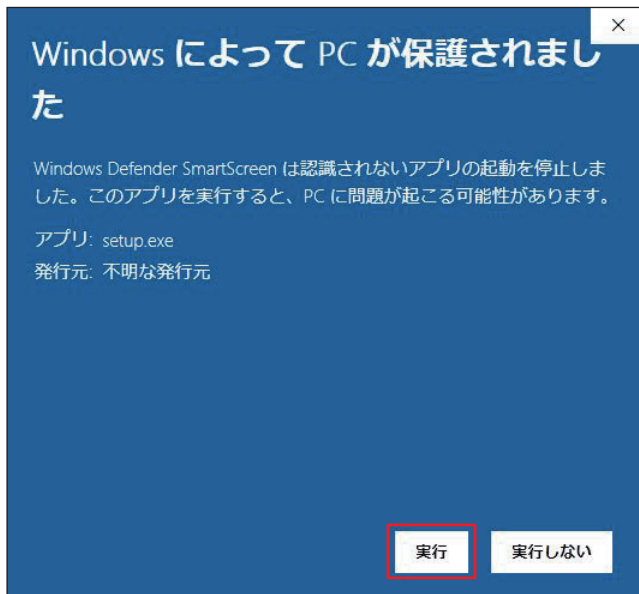 Windows によって PC が保護されまし
た
Windows Defender SmartScreen は認識されないアプリの起動を停止しま
した。このアプリを実行すると、PC に問題が起こる可能性があります。
アプリ: setup.exe
発行元: 不明な発行元
実行 実行しない